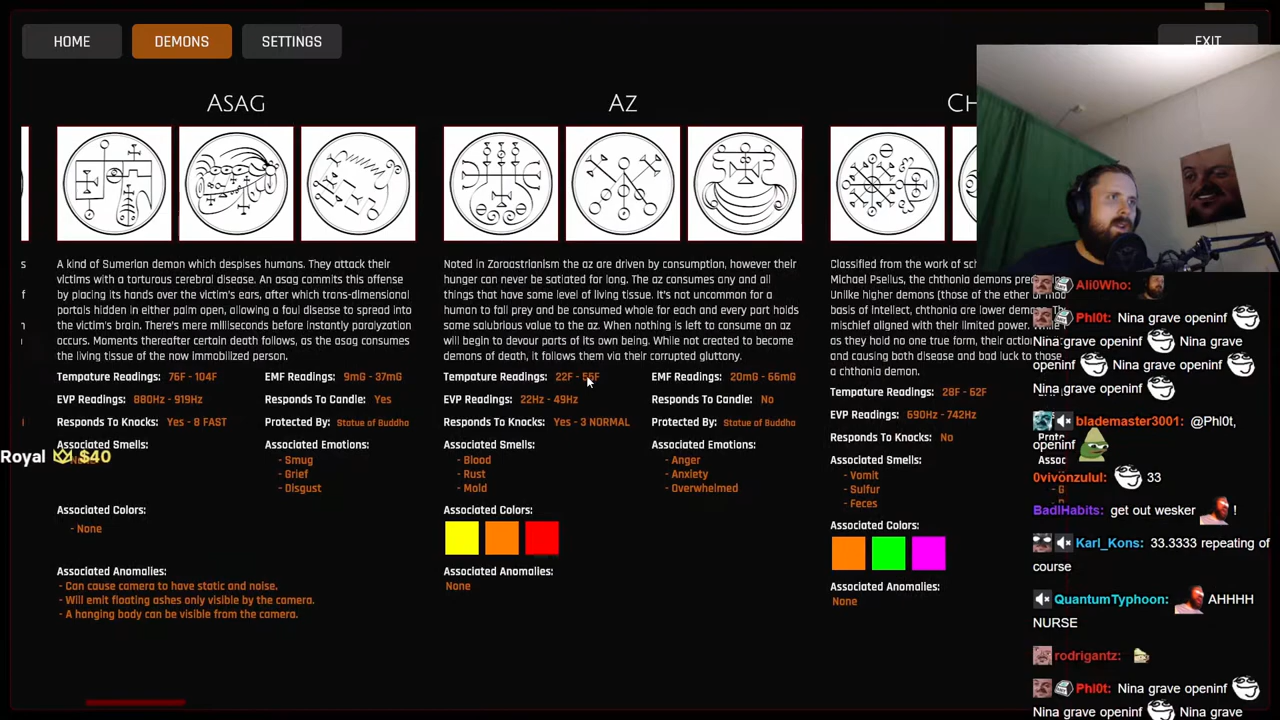 HOME
DEMONS
SETTINGS
EXIT
ASAG
A kind of Sumerian demon which despises humans. They attack their
victims with a torturous cerebral disease. An asag commits this offense
by placing its hands over the victim's ears, after which trans-dimensional
portals hidden in either palm open, allowing a foul disease to spread into
the victim's brain. There's mere milliseconds before instantly paralyzation
occurs. Moments thereafter certain death follows, as the asag consumes
the living tissue of the now immobilized person.
Tempature Readings: 76F - 104F
EMF Readings: 9mG - 37mG
EVP Readings: 880Hz - 919Hz
Responds To Candle: Yes
Responds To Knocks: Yes - 8 FAST
Protected By: Statue of Buddha
Associated Smells:
Associated Emotions:
- Smug
- Grief
- Disgust
Royal $40
Associated Colors:
- None
Associated Anomalies:
- Can cause camera to have static and noise.
- Will emit floating ashes only visible by the camera.
- A hanging body can be visible from the camera.
AZ
Noted in Zoroastrianism the az are driven by consumption, however their
hunger can never be satiated for long. The az consumes any and all
things that have some level of living tissue. It's not uncommon for a
human to fall prey and be consumed whole for each and every part holds
some salubrious value to the az. When nothing is left to consume an az
will begin to devour parts of its own being. While not created to become
demons of death, it follows them via their corrupted gluttony.
Tempature Readings: 22F - 55F
EMF Readings: 20mG - 66mG
EVP Readings: 22Hz - 49Hz
Responds To Candle: No
Responds To Knocks: Yes - 3 NORMAL
Protected By: Statue of Buddha
Associated Smells:
- Blood
- Rust
- Mold
Associated Emotions:
- Anger
- Anxiety
- Overwhelmed
Associated Colors:
Associated Anomalies:
None
CH
Classified from the work of sch
Michael Psellus, the chthonia demons pred
Unlike higher demons (those of the ether or mod
basis of intellect, chthonia are lower demon
mischief aligned with their limited power. While
as they hold no one true form, their action
and causing both disease and bad luck to those
a chthonia demon.
Tempature Readings: 28F - 62F
EVP Readings: 690Hz - 742Hz
Responds To Knocks: No
Prote
Associated Smells:
Assoc
- Vomit
- Sulfur
- Feces
- G
Associated Colors:
Associated Anomalies:
None
Ali0Who:
Phl0t: Nina grave openinf
Nina grave openinf Nina grave
openinf Nina grave openinf
Nina grave openinf
blademaster3001: @Phl0t,
openinf
0vivonzulul: 33
BadHabits: get out wesker !
Karl_Kons: 33.3333 repeating of
course
QuantumTyphoon: AHHHH
NURSE
rodrigantz:
Phl0t: Nina grave openinf
Nina grave openinf Nina grave